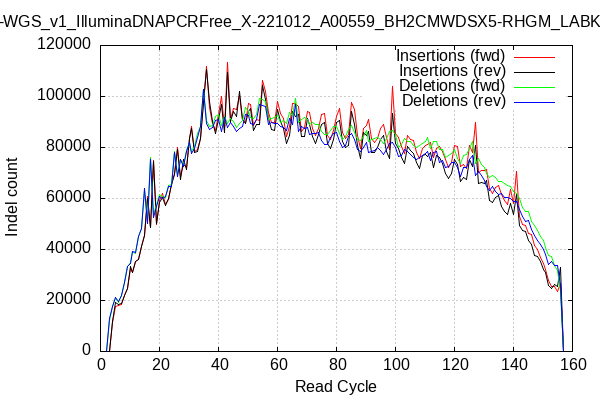 -WGS_v1_IlluminaDNAPCRFree_X-221012_A00559_BH2CMWDSX5-RHGM_LABK
Insertions (fwd)
Insertions (rev)
Deletions (fwd)
Deletions (rev)
120000
100000
80000
60000
40000
20000
0
Indel count
0 20 40 60 80 100 120 140 160
Read Cycle